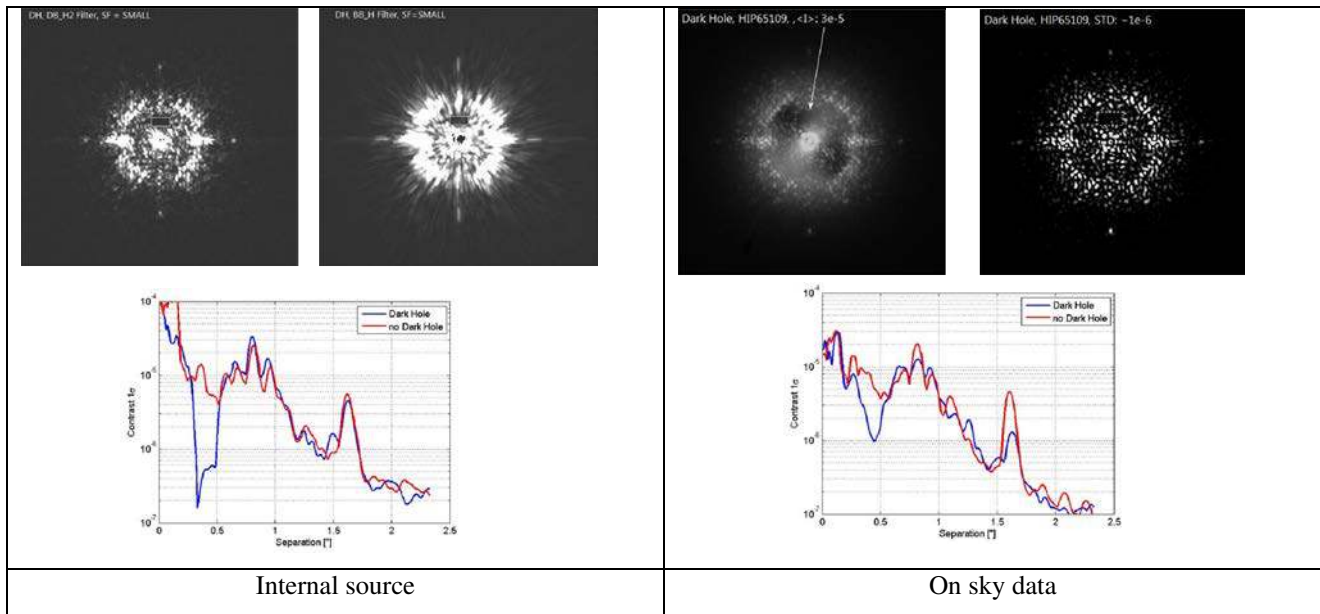 DH, DB_H2 Filter, SF = SMALL
DH, BB_H Filter, SF=SMALL
Dark Hole, HIP65109, ,<I>: 3e-5
Dark Hole, HIP65109, STD: ~1e-6
Dark Hole
no Dark Hole
10^-4
10^-5
10^-6
10^-7
Contrast 1σ
0 0.5 1 1.5 2 2.5
Separation ["]
Dark Hole
no Dark Hole
10^-4
10^-5
10^-6
10^-7
Contrast 1σ
0 0.5 1 1.5 2 2.5
Separation ["]
Internal source
On sky data